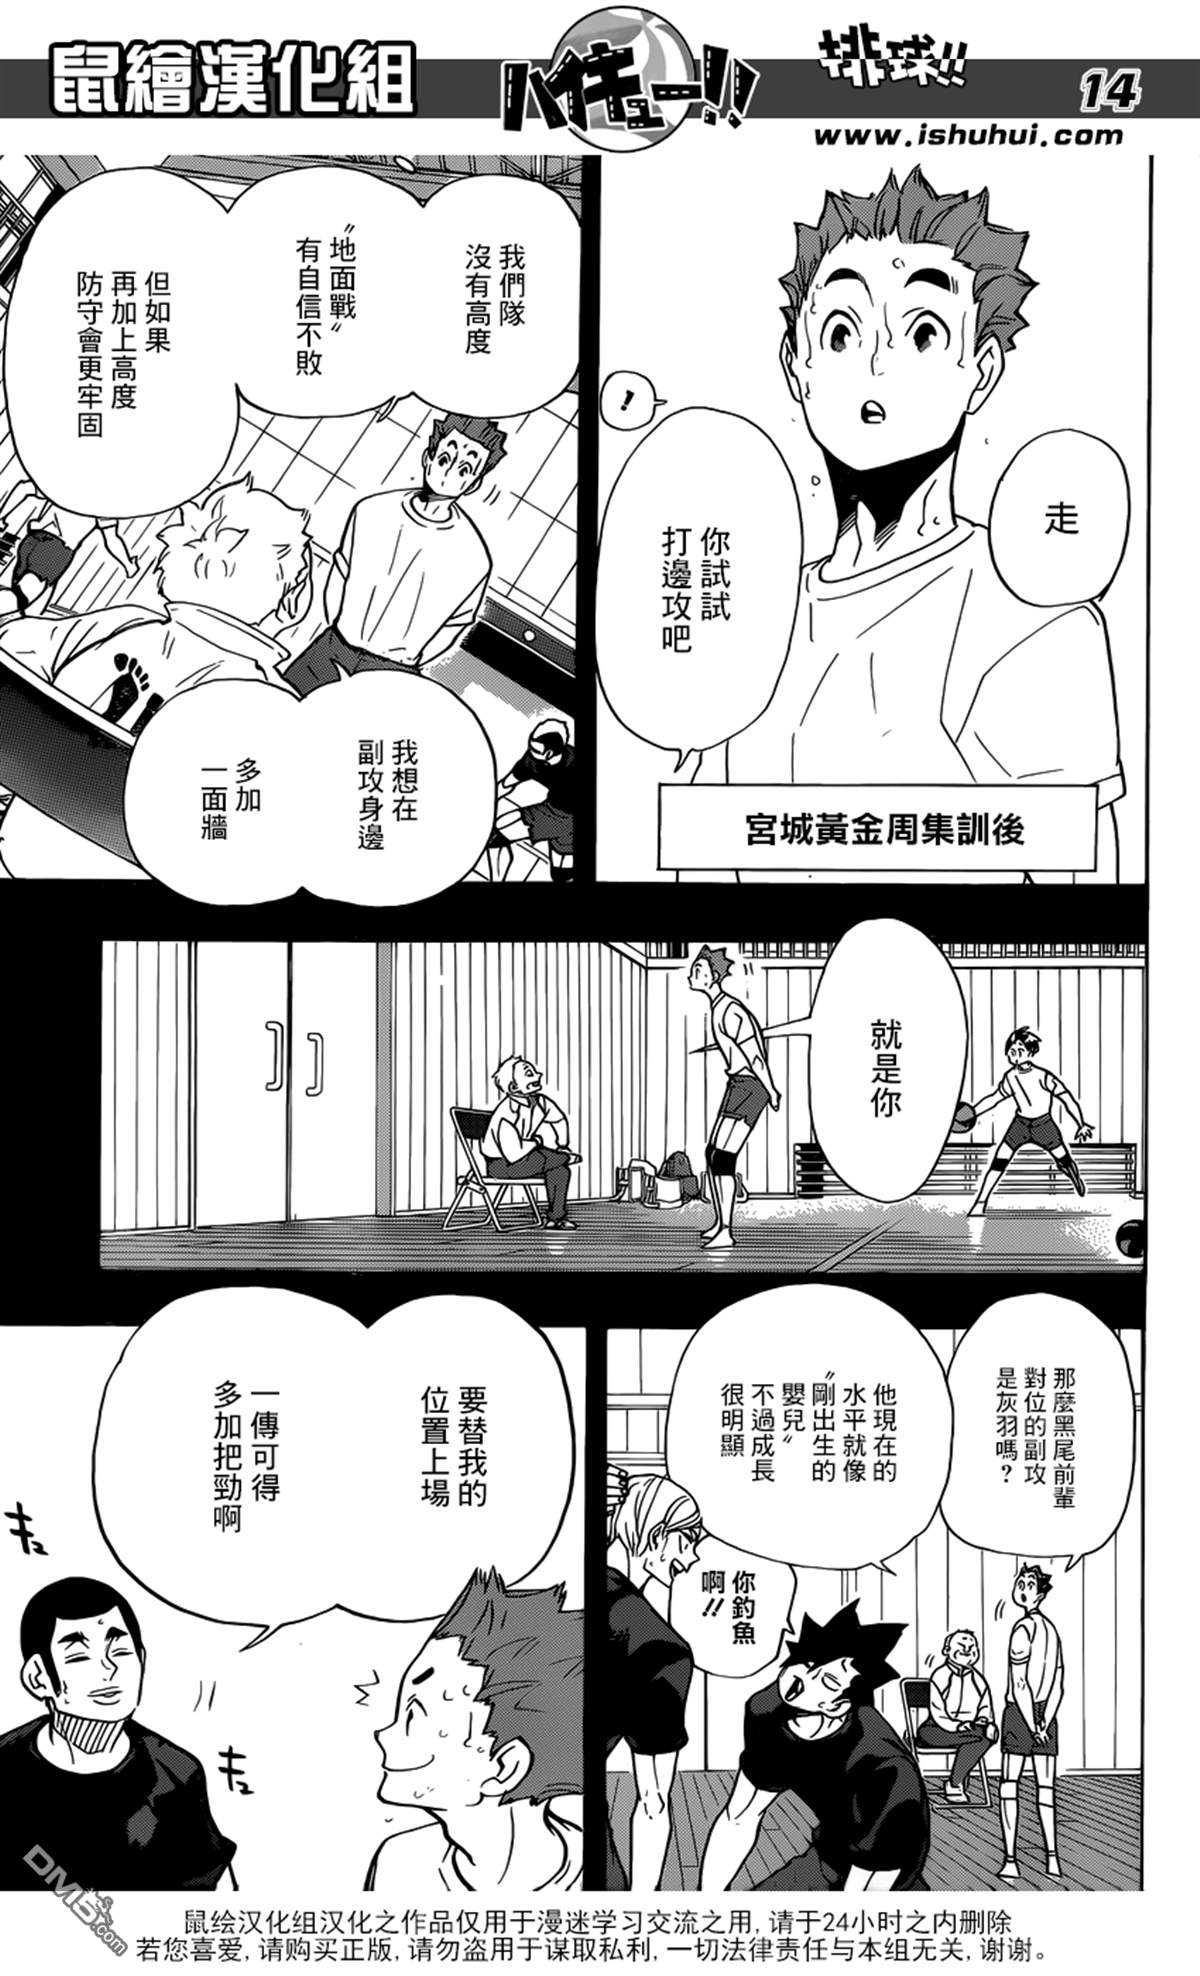 鼠繪漢化組
ハイキュー!!
排球!!
14
www.ishuhui.com
走
!
你試試
打邊攻吧
宮城黃金周集訓後
我們隊
沒有高度
〝地面戰〞
有自信不敗
但如果
再加上高度
防守會更牢固
我想在
副攻身邊
多加
一面牆
就是你
那麼黑尾前輩
對位的副攻
是灰羽嗎?
他現在的
水平就像
〝剛出生的
嬰兒〞
不過成長
很明顯
你釣魚
啊!!
要替我的
位置上場
一傳可得
多加把勁啊
キュ
キュ
DM5.com
鼠绘汉化组汉化之作品仅用于漫迷学习交流之用,请于24小时之内删除
若您喜爱,请购买正版,请勿盗用于谋取私利,一切法律责任与本组无关,谢谢。